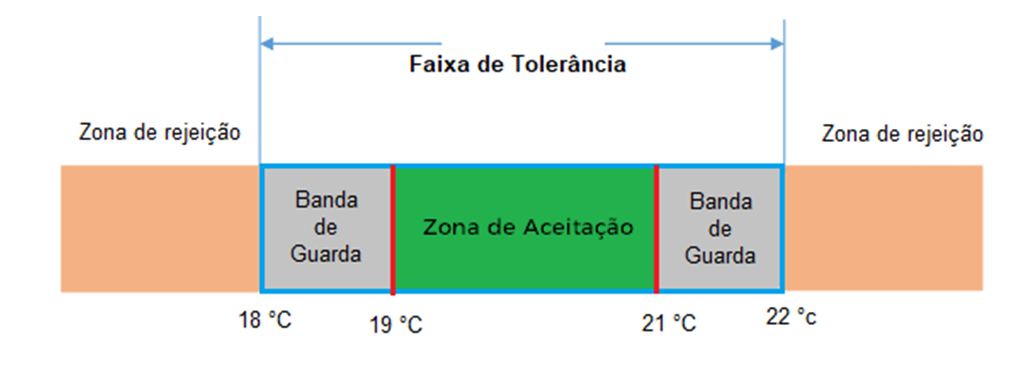 Faixa de Tolerância
Zona de rejeição
Zona de rejeição
Banda
de
Guarda
Zona de Aceitação
Banda
de
Guarda
18 °C
19 °C
21 °C
22 °c